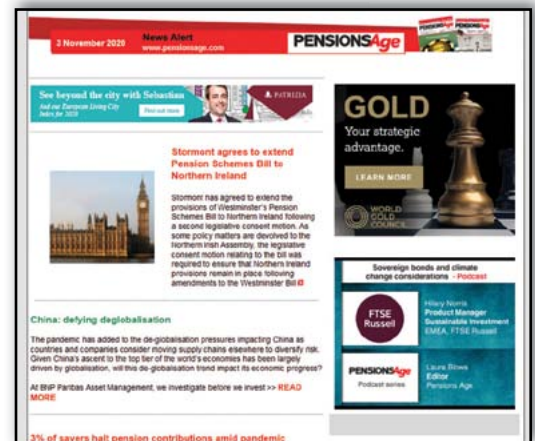 3 November 2020
News Alert
www.pensionsage.com
PENSIONSAge
See beyond the city with Sebastian
And our European Living City
Index for 2020
Find out more
PATRIZIA
GOLD
Your strategic
advantage.
LEARN MORE
WORLD
GOLD
COUNCIL
Stormont agrees to extend
Pension Schemes Bill to
Northern Ireland
Stormont has agreed to extend the
provisions of Westminster's Pension
Schemes Bill to Northern Ireland following
a second legislative consent motion. As
some policy matters are devolved to the
Northern Irish Assembly, the legislative
consent motion relating to the bill was
required to ensure that Northern Ireland
provisions remain in place following
amendments to the Westminster Bill
Sovereign bonds and climate
change considerations - Podcast
FTSE
Russell
Hilary Norris
Product Manager
Sustainable Investment
EMEA, FTSE Russell
PENSIONSAge
Podcast series
Laura Blows
Editor
Pensions Age
China: defying deglobalisation
The pandemic has added to the de-globalisation pressures impacting China as
countries and companies consider moving supply chains elsewhere to diversify risk.
Given China's ascent to the top tier of the world's economies has been largely
driven by globalisation, will this de-globalisation trend impact its economic progress?
At BNP Paribas Asset Management, we investigate before we invest >> READ
MORE
3% of savers halt pension contributions amid pandemic